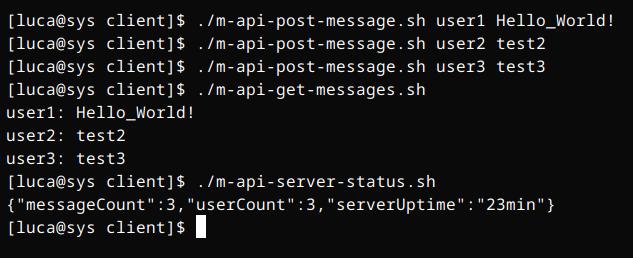 [luca@sys client]$ ./m-api-post-message.sh user1 Hello_World!
[luca@sys client]$ ./m-api-post-message.sh user2 test2
[luca@sys client]$ ./m-api-post-message.sh user3 test3
[luca@sys client]$ ./m-api-get-messages.sh
user1: Hello_World!
user2: test2
user3: test3
[luca@sys client]$ ./m-api-server-status.sh
{"messageCount":3,"userCount":3,"serverUptime":"23min"}
[luca@sys client]$